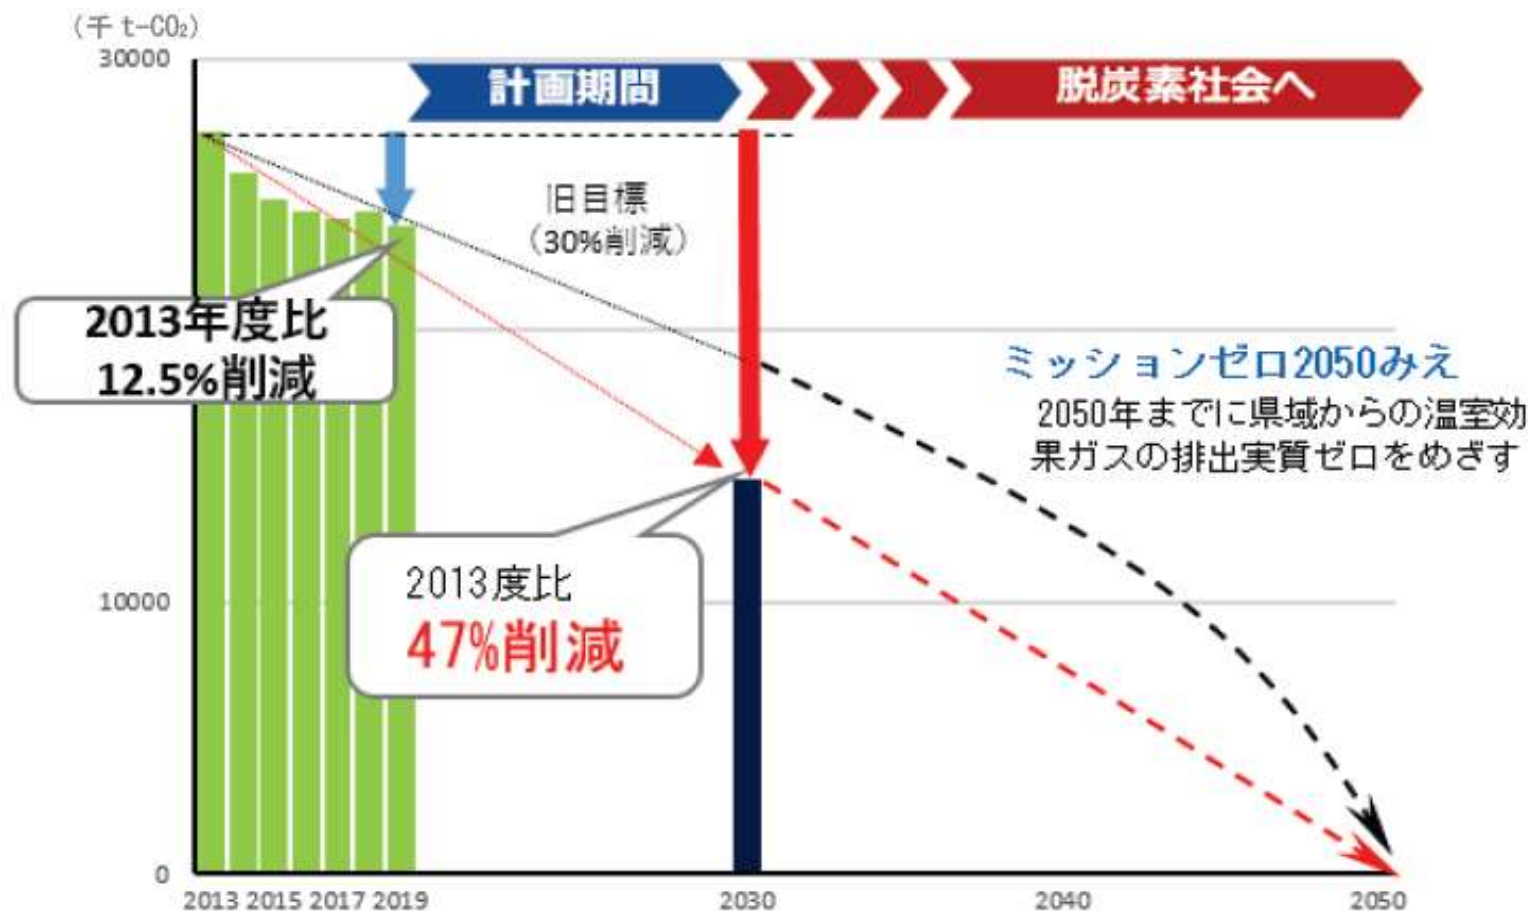 （千 t-CO₂）
30000
計画期間
脱炭素社会へ
旧目標
（30%削減）
2013年度比
12.5%削減
ミッションゼロ2050みえ
2050年までに県域からの温室効
果ガスの排出実質ゼロをめざす
2013度比
47%削減
10000
0
2013 2015 2017 2019 2030 2040 2050